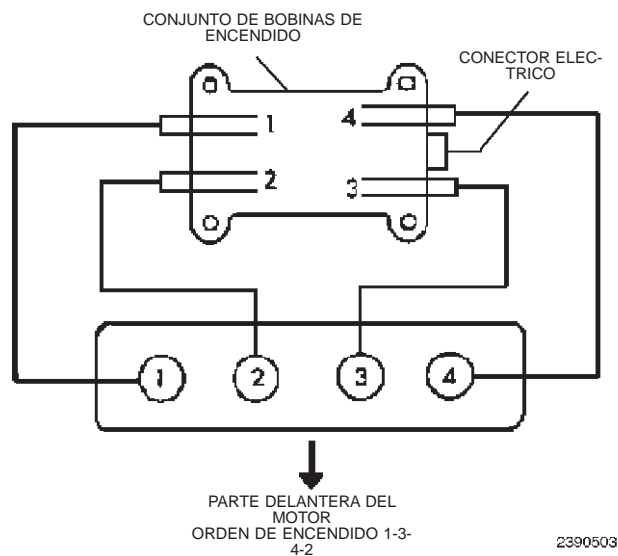 CONJUNTO DE BOBINAS DE
ENCENDIDO
CONECTOR ELEC-
TRICO
1
4
2
3
1
2
3
4
PARTE DELANTERA DEL
MOTOR
ORDEN DE ENCENDIDO 1-3-
4-2
2390503